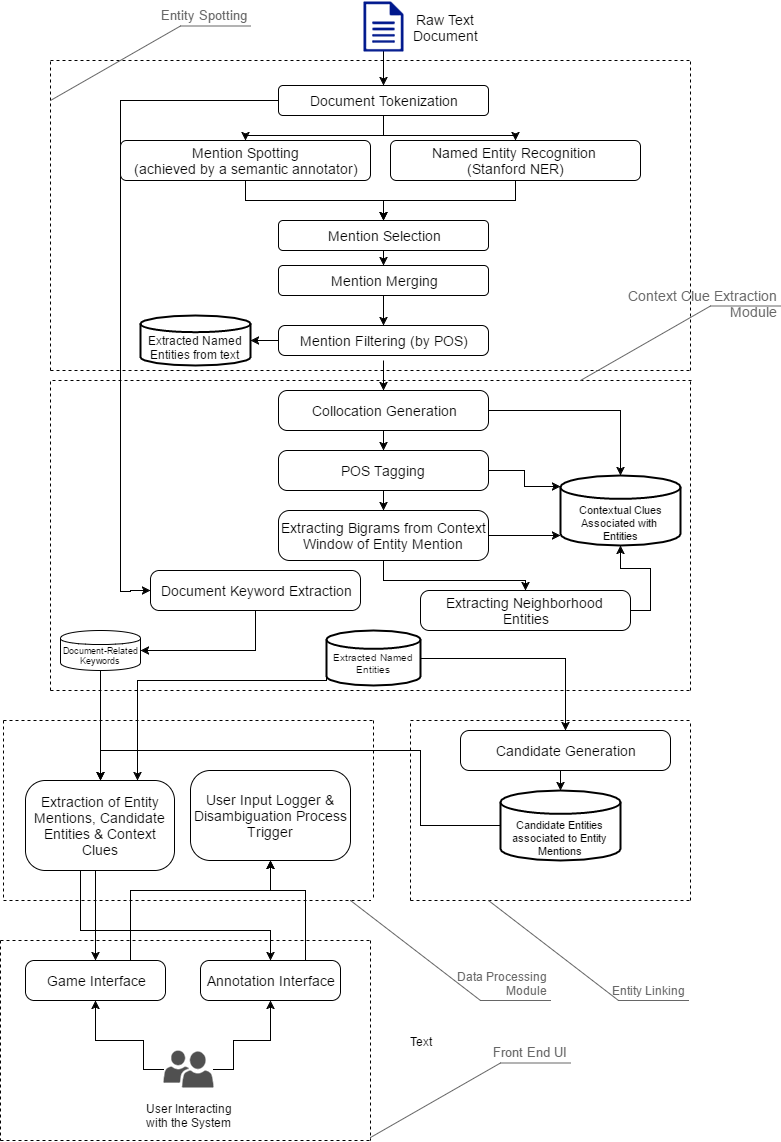 Entity Spotting
Raw Text
Document
Document Tokenization
Mention Spotting
(achieved by a semantic annotator)
Named Entity Recognition
(Stanford NER)
Mention Selection
Mention Merging
Context Clue Extraction
Module
Extracted Named
Entities from text
Mention Filtering (by POS)
Collocation Generation
POS Tagging
Contextual Clues
Associated with
Entities
Extracting Bigrams from Context
Window of Entity Mention
Document Keyword Extraction
Extracting Neighborhood
Entities
Document-Related
Keywords
Extracted Named
Entities
Candidate Generation
Extraction of Entity
Mentions, Candidate
Entities & Context
Clues
User Input Logger &
Disambiguation Process
Trigger
Candidate Entities
associated to Entity
Mentions
Game Interface
Annotation Interface
Data Processing
Module
Entity Linking
Text
Front End UI
User Interacting
with the System